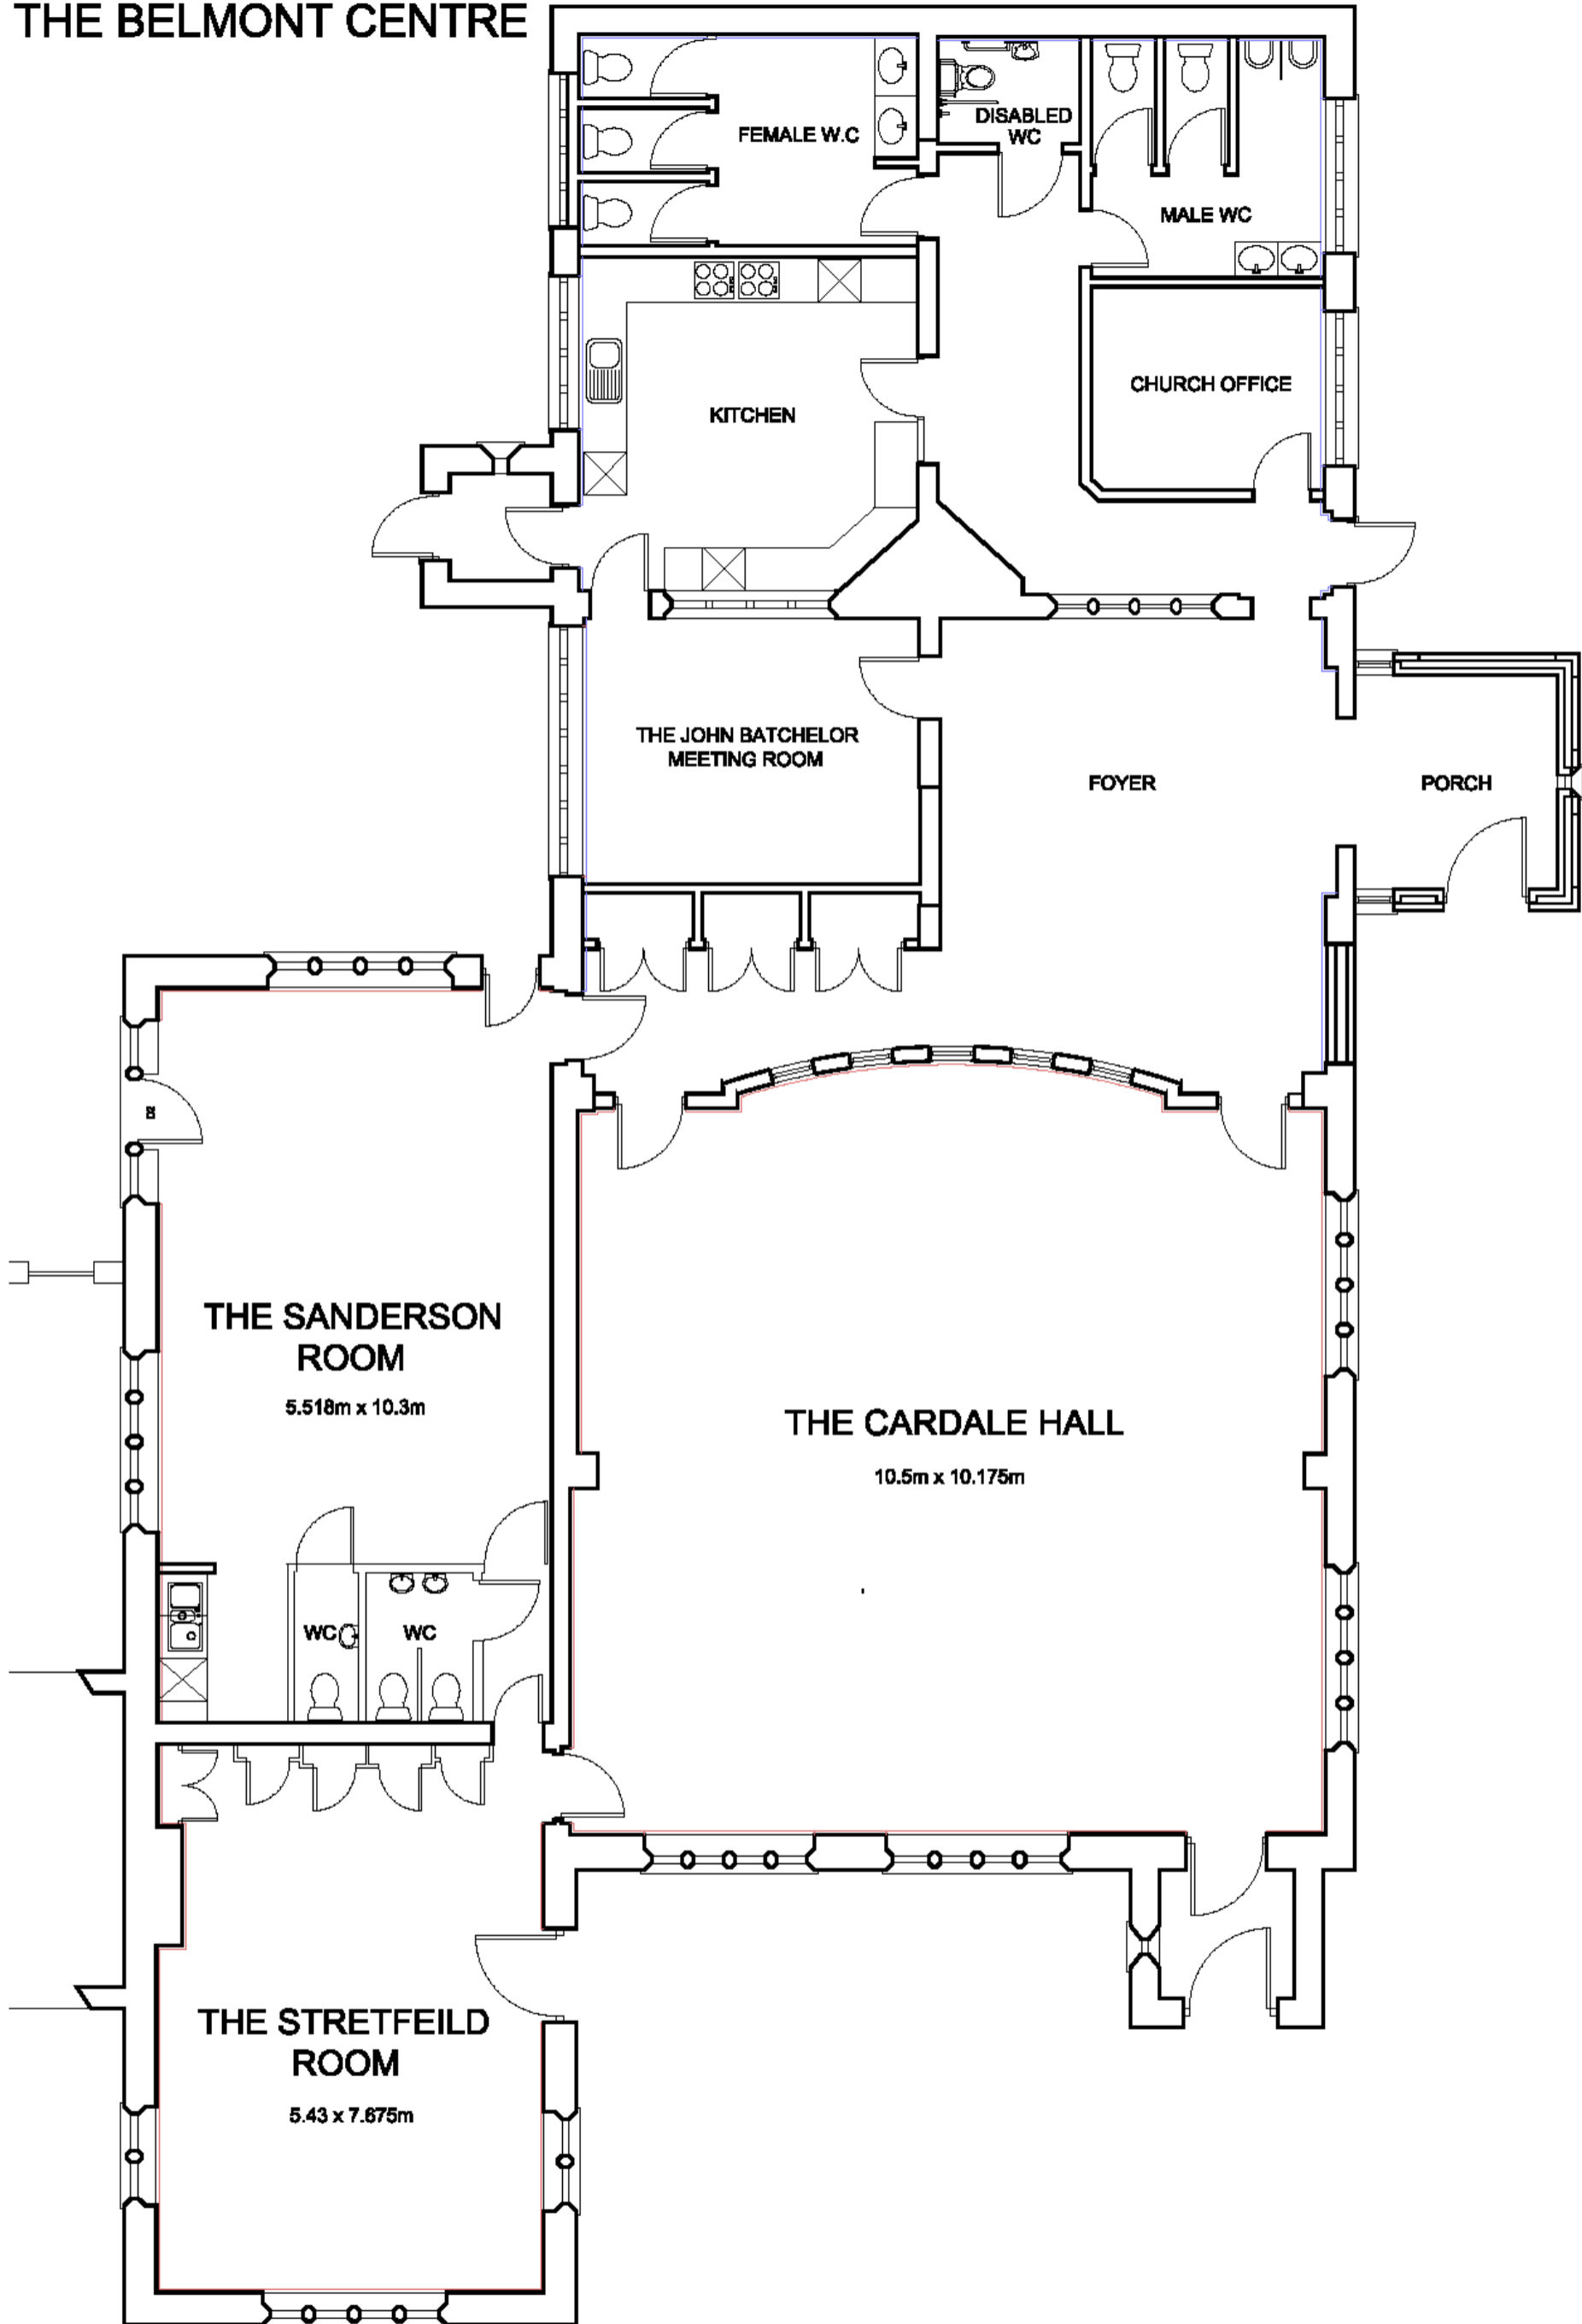 THE BELMONT CENTRE
FEMALE W.C
DISABLED
WC
MALE WC
CHURCH OFFICE
KITCHEN
THE JOHN BATCHELOR
MEETING ROOM
FOYER
PORCH
THE SANDERSON
ROOM
5.518m x 10.3m
THE CARDALE HALL
10.5m x 10.175m
WC
WC
THE STRETFEILD
ROOM
5.43 x 7.675m